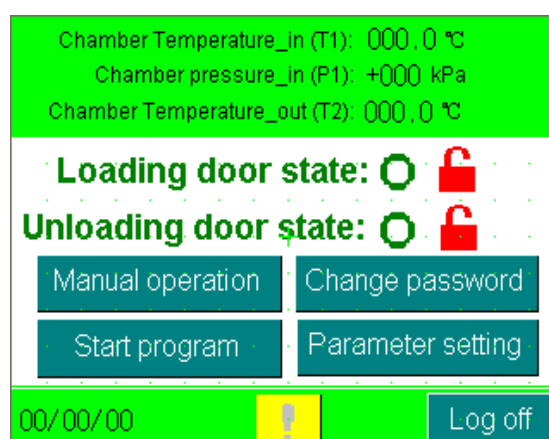 Chamber Temperature_in (T1): 000.0 ℃
Chamber pressure_in (P1): +000 kPa
Chamber Temperature_out (T2): 000.0 ℃
Loading door state:
Unloading door state:
Manual operation Change password
Start program Parameter setting
00/00/00 ! Log off